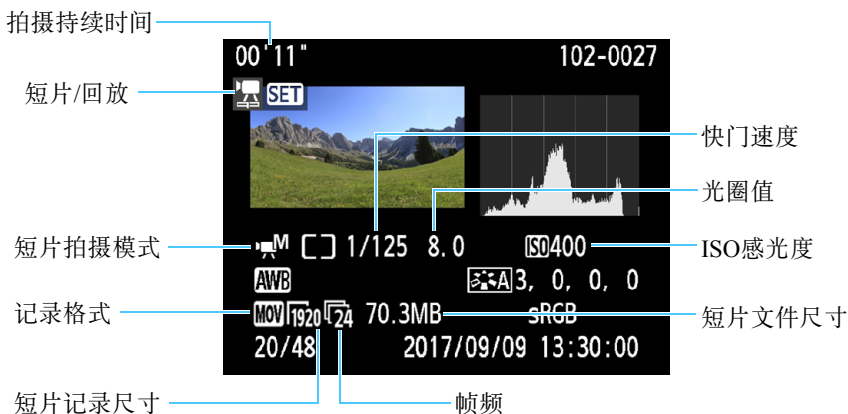 拍摄持续时间
00'11" 102-0027
短片/回放
SET
快门速度
光圈值
短片拍摄模式
M 1/125 8.0 ISO400
ISO感光度
AWB A 3, 0, 0, 0
记录格式
MOV 1920 24 70.3MB sRGB
短片文件尺寸
20/48 2017/09/09 13:30:00
短片记录尺寸
帧频